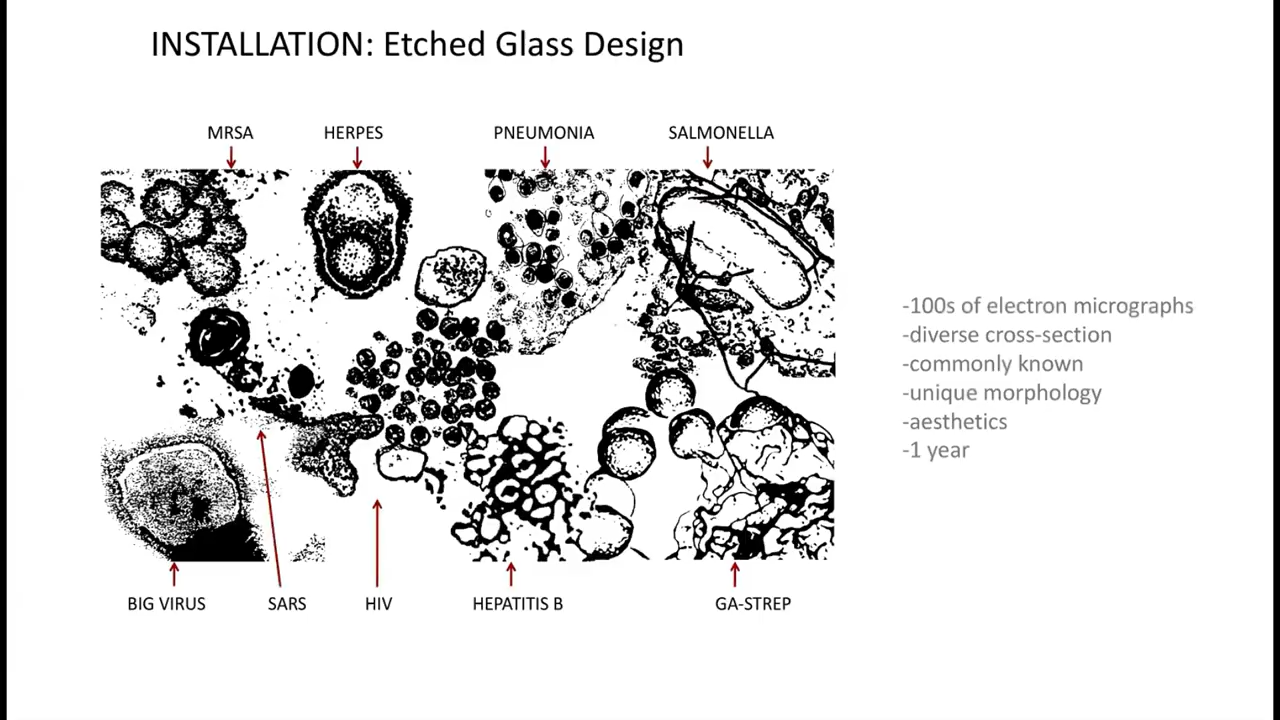 INSTALLATION: Etched Glass Design
MRSA
HERPES
PNEUMONIA
SALMONELLA
-100s of electron micrographs
-diverse cross-section
-commonly known
-unique morphology
-aesthetics
-1 year
BIG VIRUS
SARS
HIV
HEPATITIS B
GA-STREP